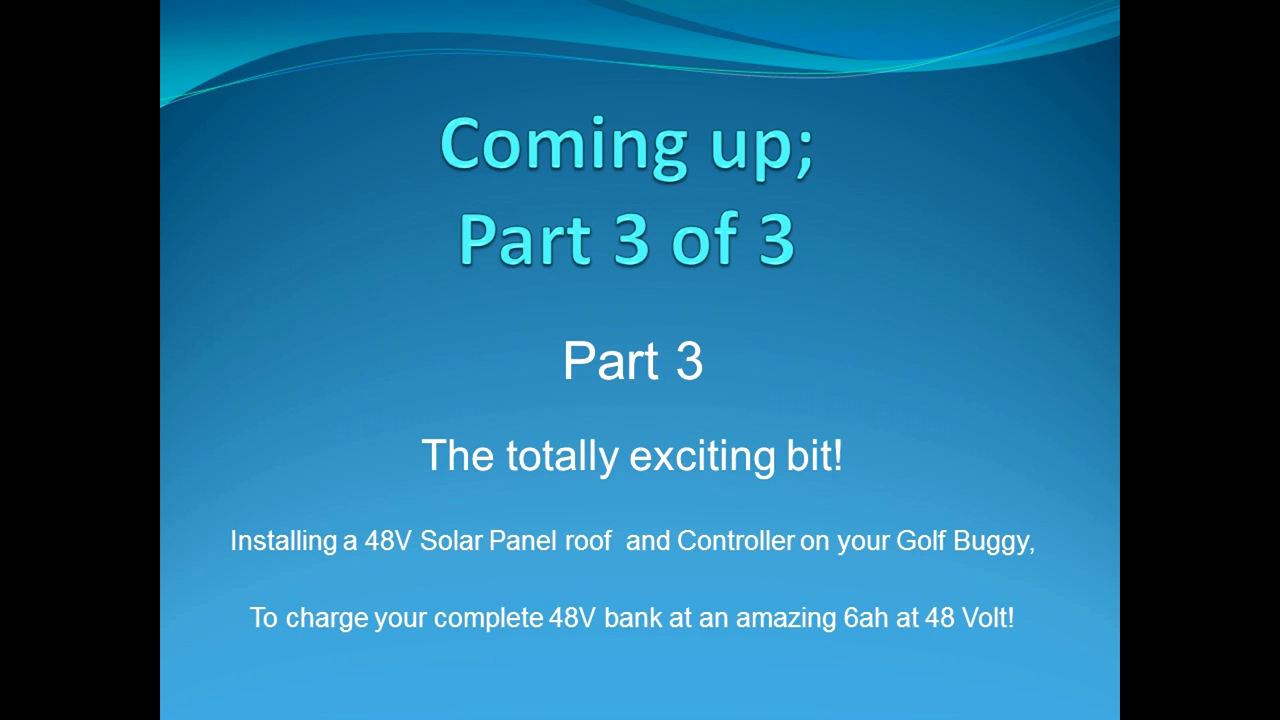 Coming up;
Part 3 of 3
Part 3
The totally exciting bit!
Installing a 48V Solar Panel roof  and Controller on your Golf Buggy,
To charge your complete 48V bank at an amazing 6ah at 48 Volt!